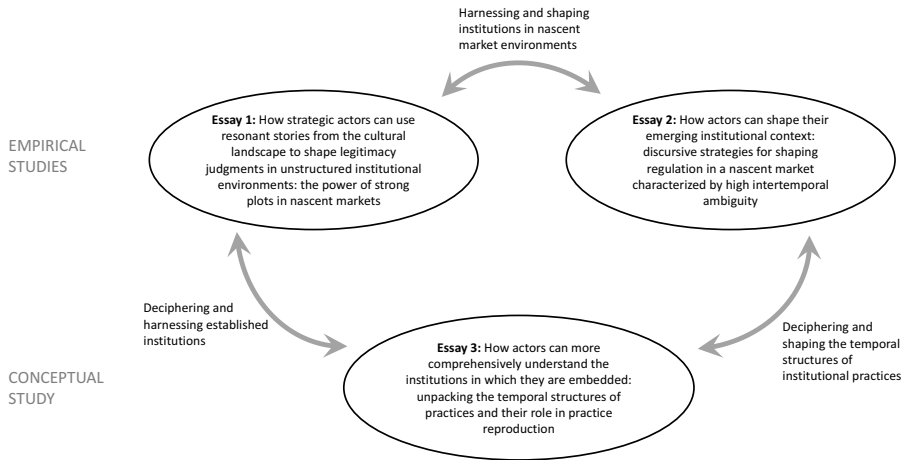 Harnessing and shaping
institutions in nascent
market environments
EMPIRICAL
STUDIES
Essay 1: How strategic actors can use
resonant stories from the cultural
landscape to shape legitimacy
judgments in unstructured institutional
environments: the power of strong
plots in nascent markets
Essay 2: How actors can shape their
emerging institutional context:
discursive strategies for shaping
regulation in a nascent market
characterized by high intertemporal
ambiguity
Deciphering and
harnessing established
institutions
Deciphering and
shaping the temporal
structures of
institutional practices
CONCEPTUAL
STUDY
Essay 3: How actors can more
comprehensively understand the
institutions in which they are embedded:
unpacking the temporal structures of
practices and their role in practice
reproduction